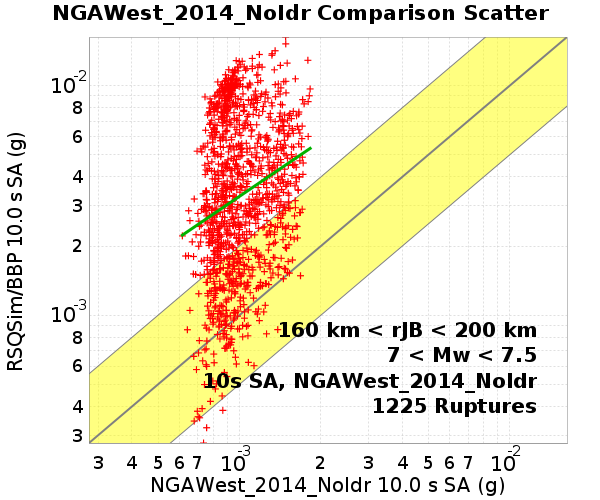 NGAWest_2014_NoIdr Comparison Scatter
RSQSim/BBP 10.0 s SA (g)
10-2
8
6
4
3
2
10-3
8
6
4
3
160 km < rJB < 200 km
7 < Mw < 7.5
10s SA, NGAWest_2014_NoIdr
1225 Ruptures
3 4 5 6 7 10-3 2 3 4 5 6 7 10-2
NGAWest_2014_NoIdr 10.0 s SA (g)